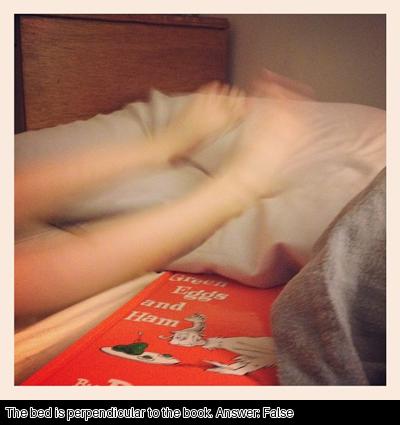 Green
Eggs
and
Ham
The bed is perpendicular to the book. Answer: False